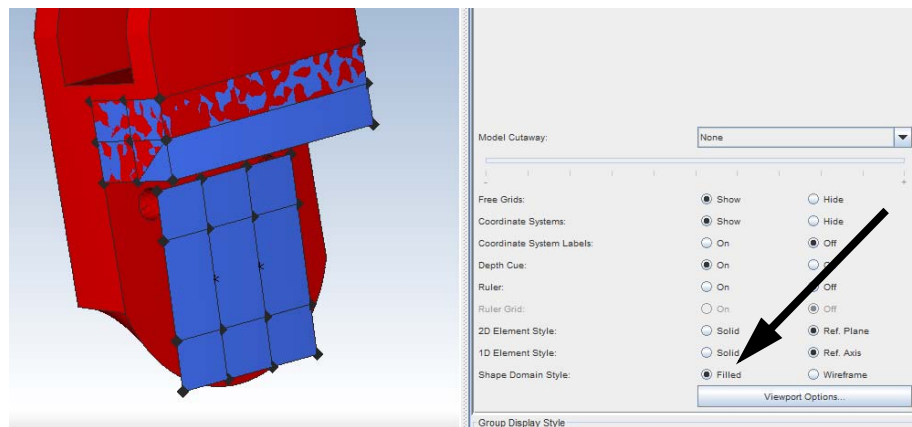 Model Cutaway: None
- +
Free Grids: Show Hide
Coordinate Systems: Show Hide
Coordinate System Labels: On Off
Depth Cue: On
Ruler: On Off
Ruler Grid: On Off
2D Element Style: Solid Ref. Plane
1D Element Style: Solid Ref. Axis
Shape Domain Style: Filled Wireframe
Viewport Options...
Group Display Style